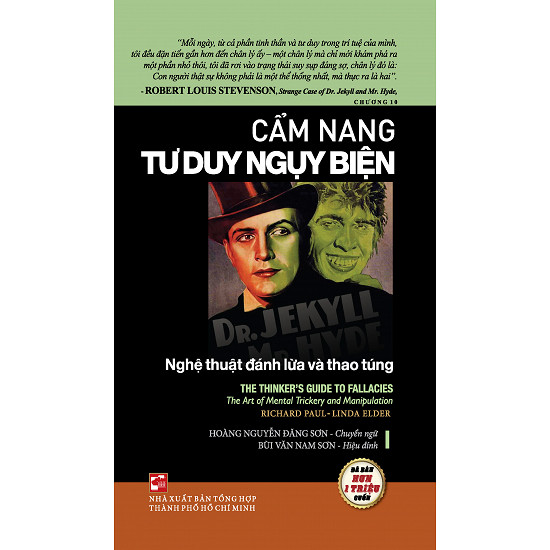 "Mỗi ngày, từ cả phần tinh thần và tư duy trong trí tuệ của mình,
tôi đều đặn tiến gần hơn đến chân lý ấy – một chân lý mà chỉ mới khám phá ra
một phần nhỏ thôi, tôi đã rơi vào trạng thái suy sụp đáng sợ, chân lý đó là:
Con người thật sự không phải là một thể thống nhất, mà thực ra là hai".
- ROBERT LOUIS STEVENSON, Strange Case of Dr. Jekyll and Mr. Hyde,
CHƯƠNG 10
CẨM NANG
TƯ DUY NGỤY BIỆN
DR. JEKYLL
MR. HYDE
Nghệ thuật đánh lừa và thao túng
THE THINKER'S GUIDE TO FALLACIES
The Art of Mental Trickery and Manipulation
RICHARD PAUL - LINDA ELDER
HOÀNG NGUYỄN ĐĂNG SƠN - Chuyển ngữ
BÙI VĂN NAM SƠN - Hiệu đính
ĐÃ BÁN
HƠN
1 TRIỆU
CUỐN
NHÀ XUẤT BẢN TỔNG HỢP
THÀNH PHỐ HỒ CHÍ MINH